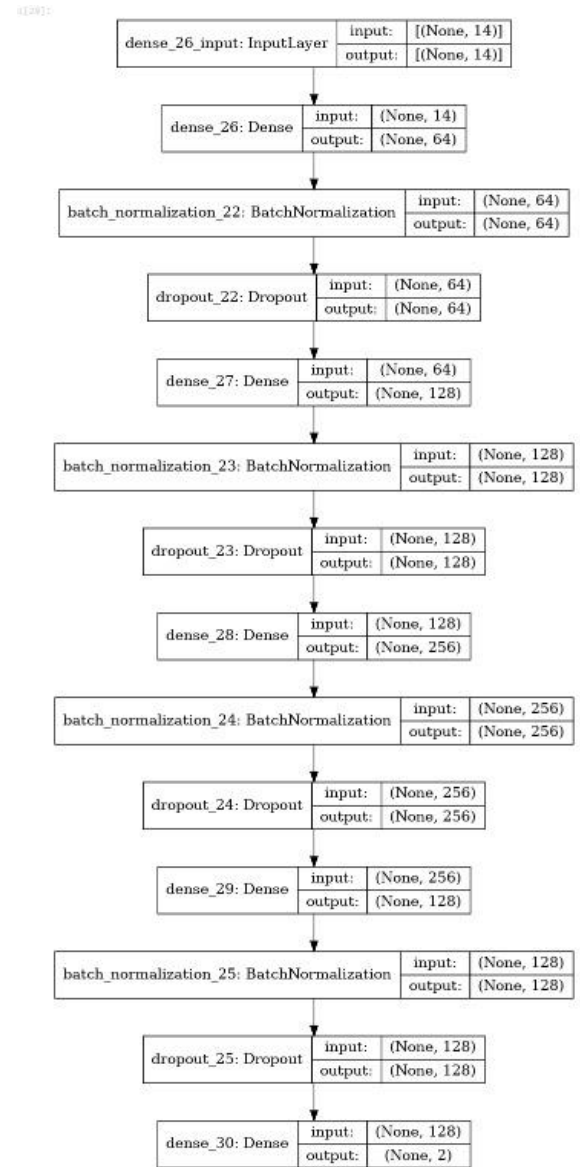 dense_26_input: InputLayer
input: [(None, 14)]
output: [(None, 14)]
dense_26: Dense
input: (None, 14)
output: (None, 64)
batch_normalization_22: BatchNormalization
input: (None, 64)
output: (None, 64)
dropout_22: Dropout
input: (None, 64)
output: (None, 64)
dense_27: Dense
input: (None, 64)
output: (None, 128)
batch_normalization_23: BatchNormalization
input: (None, 128)
output: (None, 128)
dropout_23: Dropout
input: (None, 128)
output: (None, 128)
dense_28: Dense
input: (None, 128)
output: (None, 256)
batch_normalization_24: BatchNormalization
input: (None, 256)
output: (None, 256)
dropout_24: Dropout
input: (None, 256)
output: (None, 256)
dense_29: Dense
input: (None, 256)
output: (None, 128)
batch_normalization_25: BatchNormalization
input: (None, 128)
output: (None, 128)
dropout_25: Dropout
input: (None, 128)
output: (None, 128)
dense_30: Dense
input: (None, 128)
output: (None, 2)